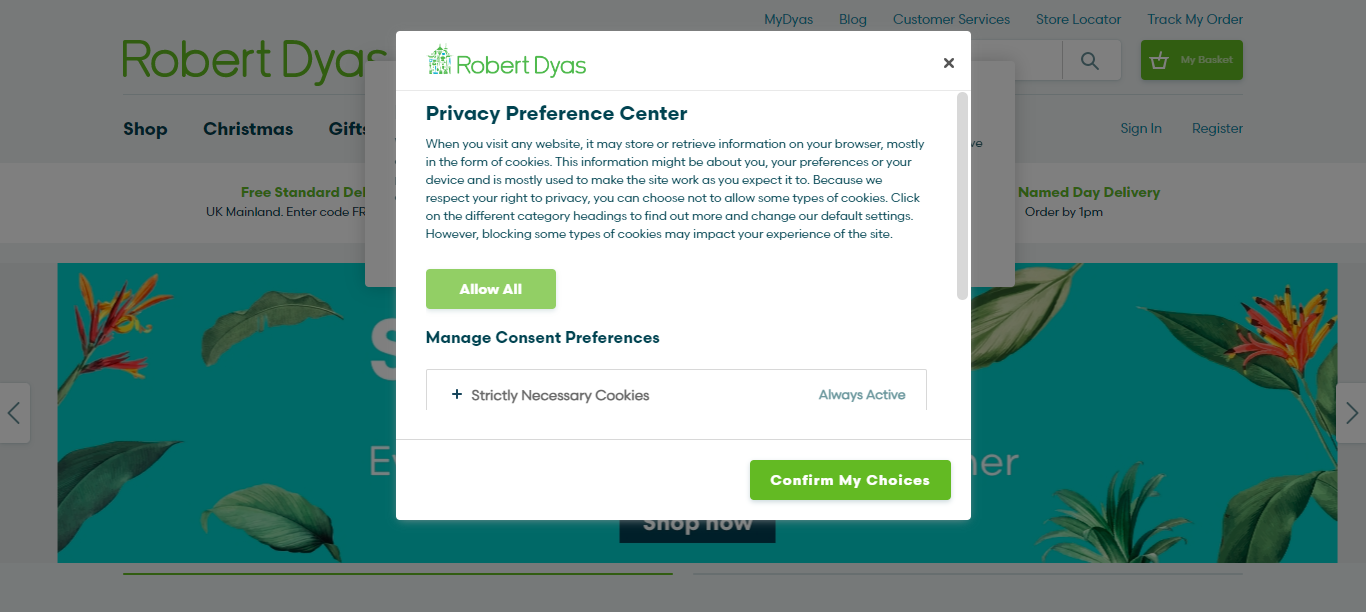 MyDyas Blog Customer Services Store Locator Track My Order
Robert Dyas
My Basket
Shop Christmas Gifts
Sign In Register
Free Standard Del
UK Mainland. Enter code FR
Named Day Delivery
Order by 1pm
Robert Dyas
Privacy Preference Center
When you visit any website, it may store or retrieve information on your browser, mostly
in the form of cookies. This information might be about you, your preferences or your
device and is mostly used to make the site work as you expect it to. Because we
respect your right to privacy, you can choose not to allow some types of cookies. Click
on the different category headings to find out more and change our default settings.
However, blocking some types of cookies may impact your experience of the site.
Allow All
Manage Consent Preferences
+ Strictly Necessary Cookies Always Active
Confirm My Choices
Shop now